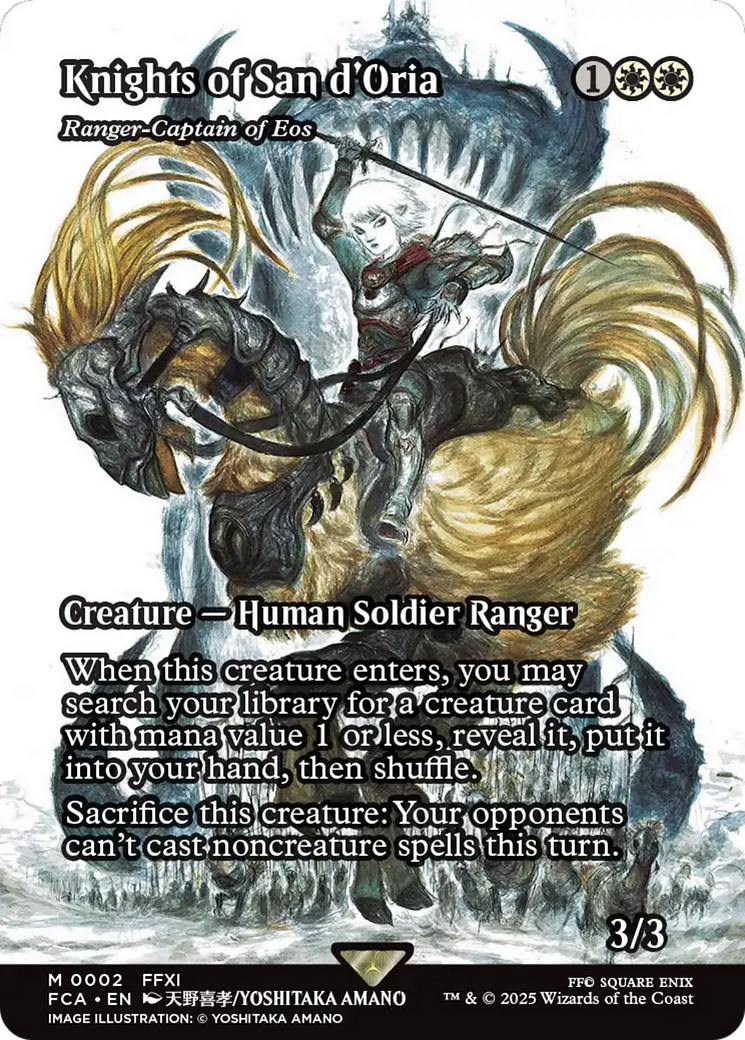 Knights of San d'Oria
1
Ranger-Captain of Eos
Creature — Human Soldier Ranger
When this creature enters, you may
search your library for a creature card
with mana value 1 or less, reveal it, put it
into your hand, then shuffle.
Sacrifice this creature: Your opponents
can't cast noncreature spells this turn.
3/3
M 0002 FFXI
FCA • EN 天野喜孝/YOSHITAKA AMANO
IMAGE ILLUSTRATION: © YOSHITAKA AMANO
FF© SQUARE ENIX
™ & © 2025 Wizards of the Coast